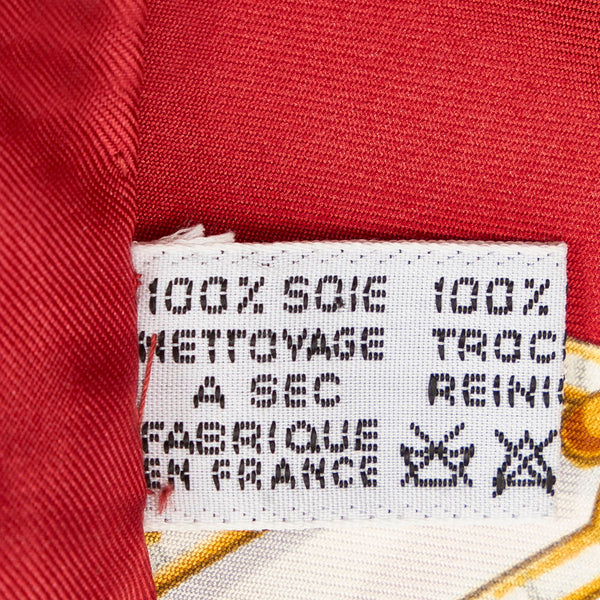 100% SOIE 100%
NETTOYAGE TROC
A SEC REINI
FABRIQUE
EN FRANCE